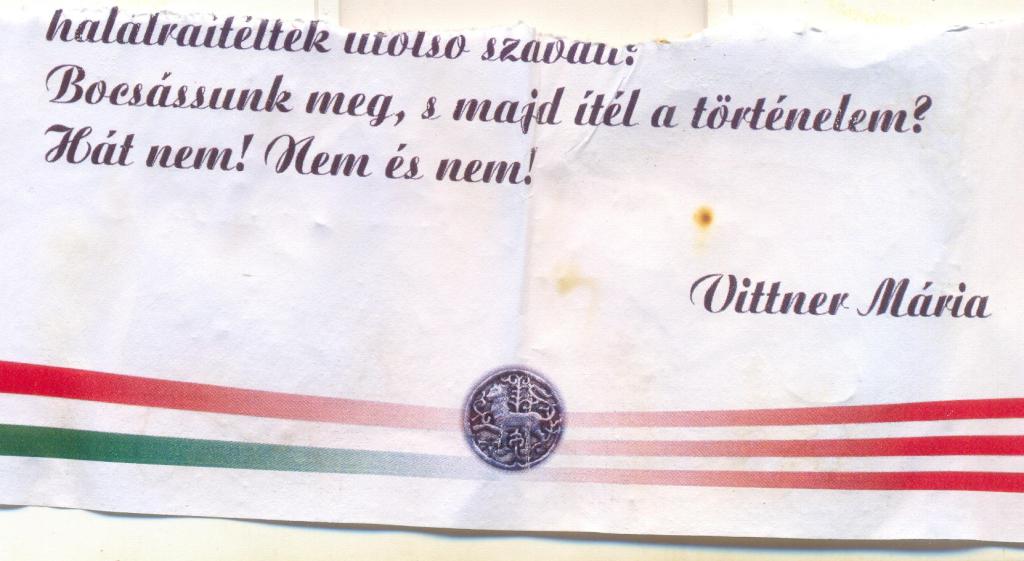 halálraítéltek utolsó szavait?
Bocsássunk meg, s majd ítél a történelem?
Hát nem! Nem és nem!
Vittner Mária